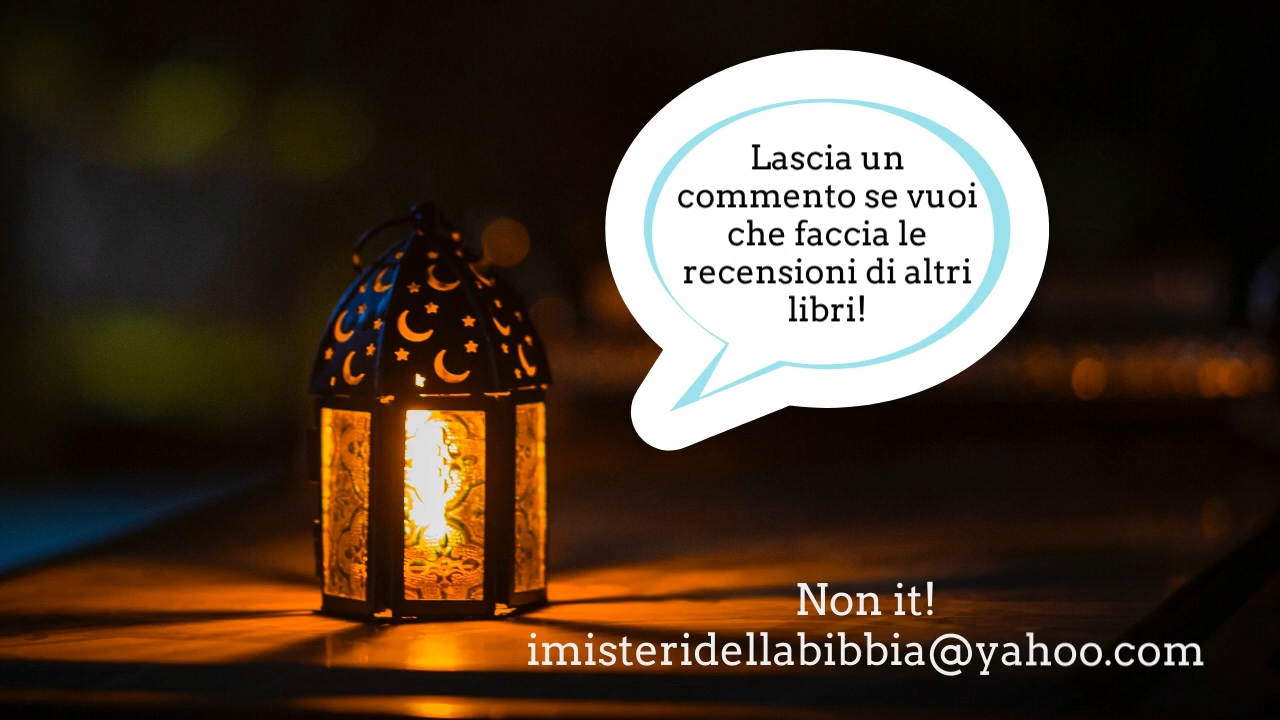 Lascia un
commento se vuoi
che faccia le
recensioni di altri
libri!
Non it!
imisteridellabibbia@yahoo.com